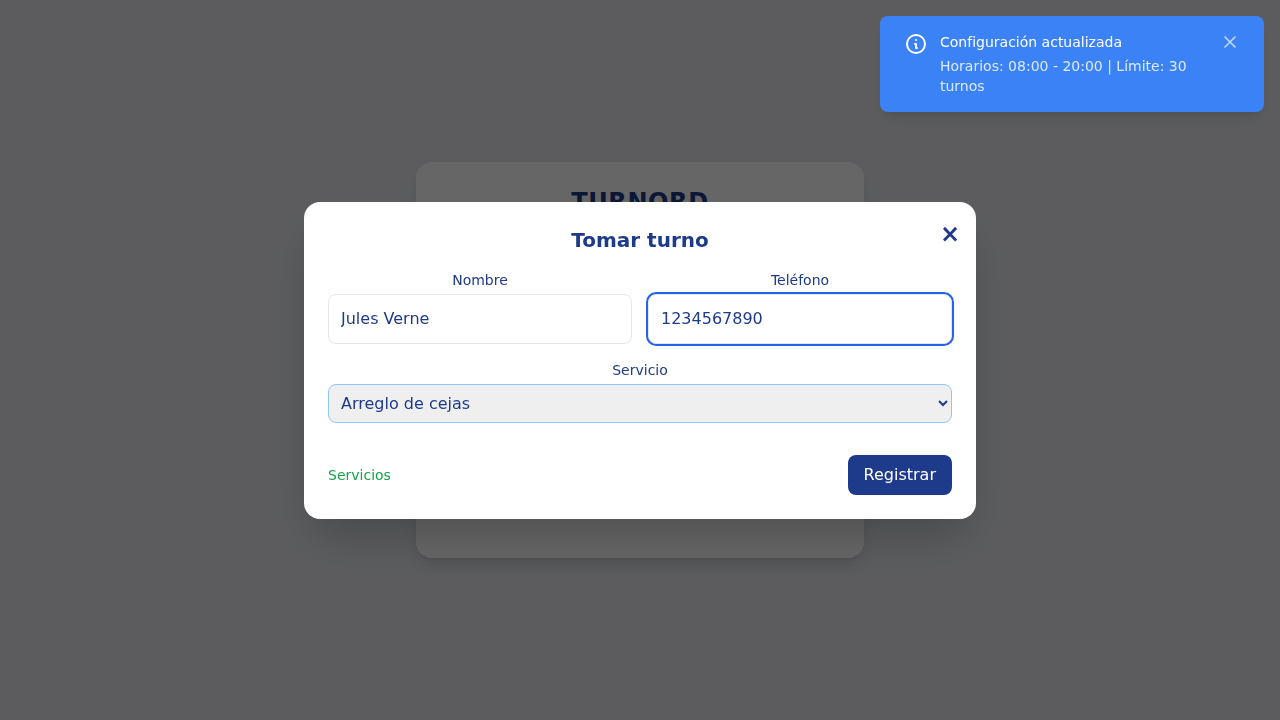 Configuración actualizada
Horarios: 08:00 - 20:00 | Límite: 30
turnos
TURNORD
Tomar turno
×
Nombre
Teléfono
Jules Verne
1234567890
Servicio
Arreglo de cejas
Servicios
Registrar